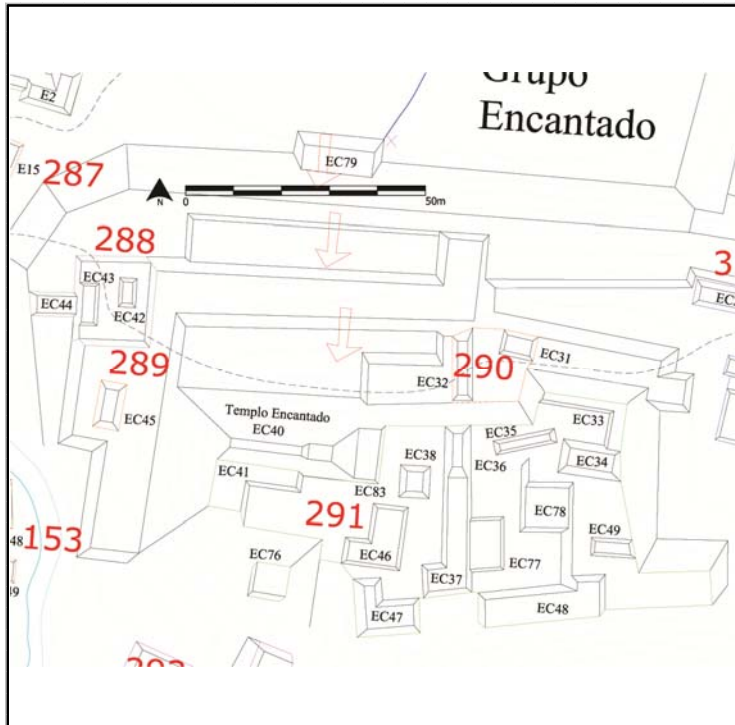 Grupo
Encantado
E2
EC79
E15
287
N
0
50m
288
EC43
EC42
EC44
289
EC45
290
EC31
EC32
Templo Encantado
EC40
EC33
EC35
EC34
EC38
EC36
EC41
EC83
291
EC78
EC46
EC49
EC76
EC77
EC37
EC47
EC48
153